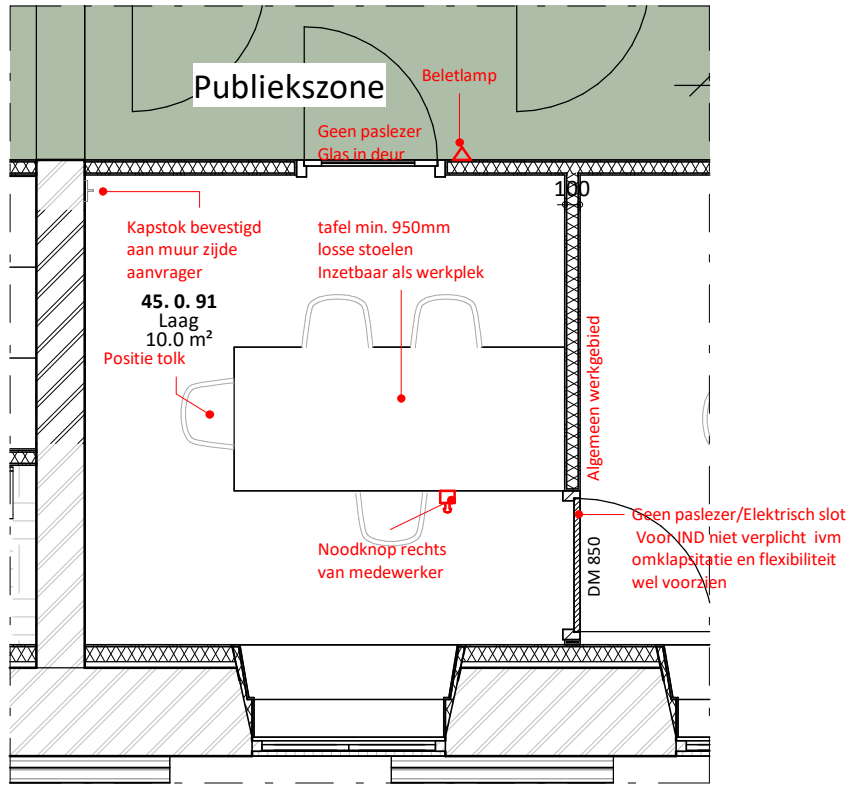 Publiekszone
Beletlamp
Geen paslezer
Glas in deur
100
Kapstok bevestigd
aan muur zijde
aanvrager
tafel min. 950mm
losse stoelen
Inzetbaar als werkplek
45. 0. 91
Laag
10.0 m²
Positie tolk
Algemeen werkgebied
Geen paslezer/Elektrisch slot
Voor IND niet verplicht ivm
omklapsitatie en flexibiliteit
wel voorzien
DM 850
Noodknop rechts
van medewerker